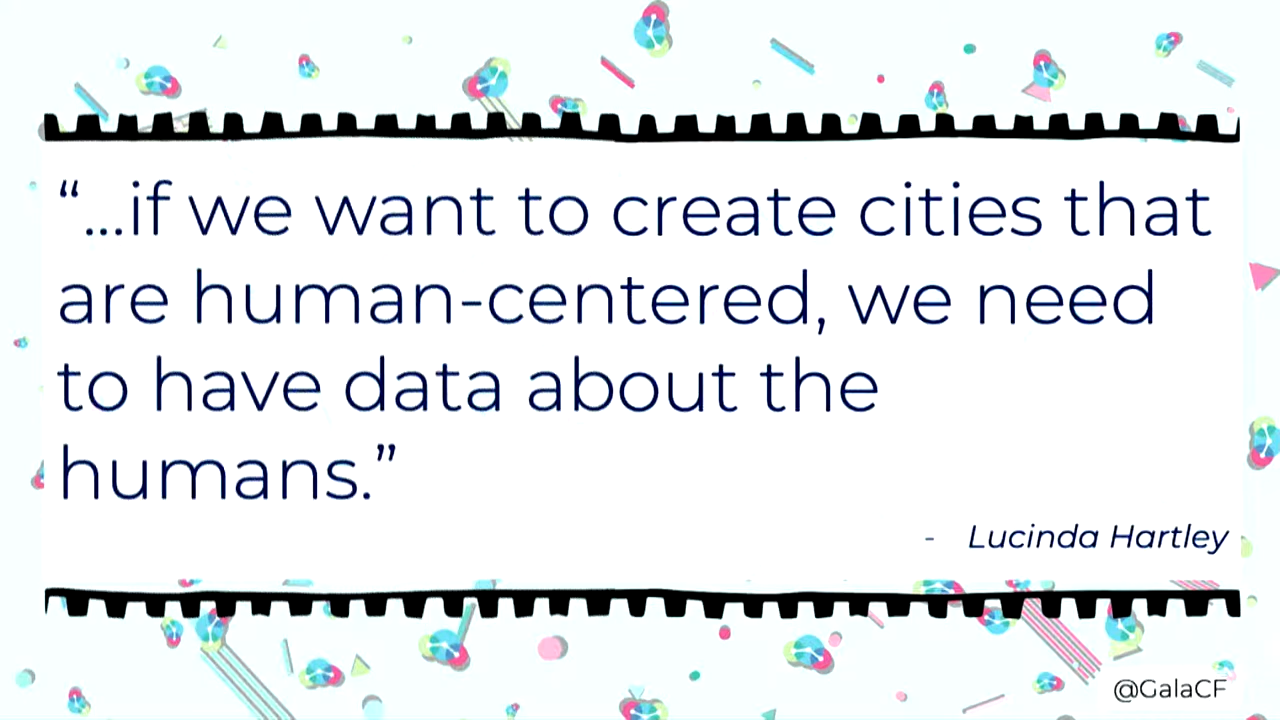 “...if we want to create cities that
are human-centered, we need
to have data about the
humans.”
- Lucinda Hartley
@GalaCF